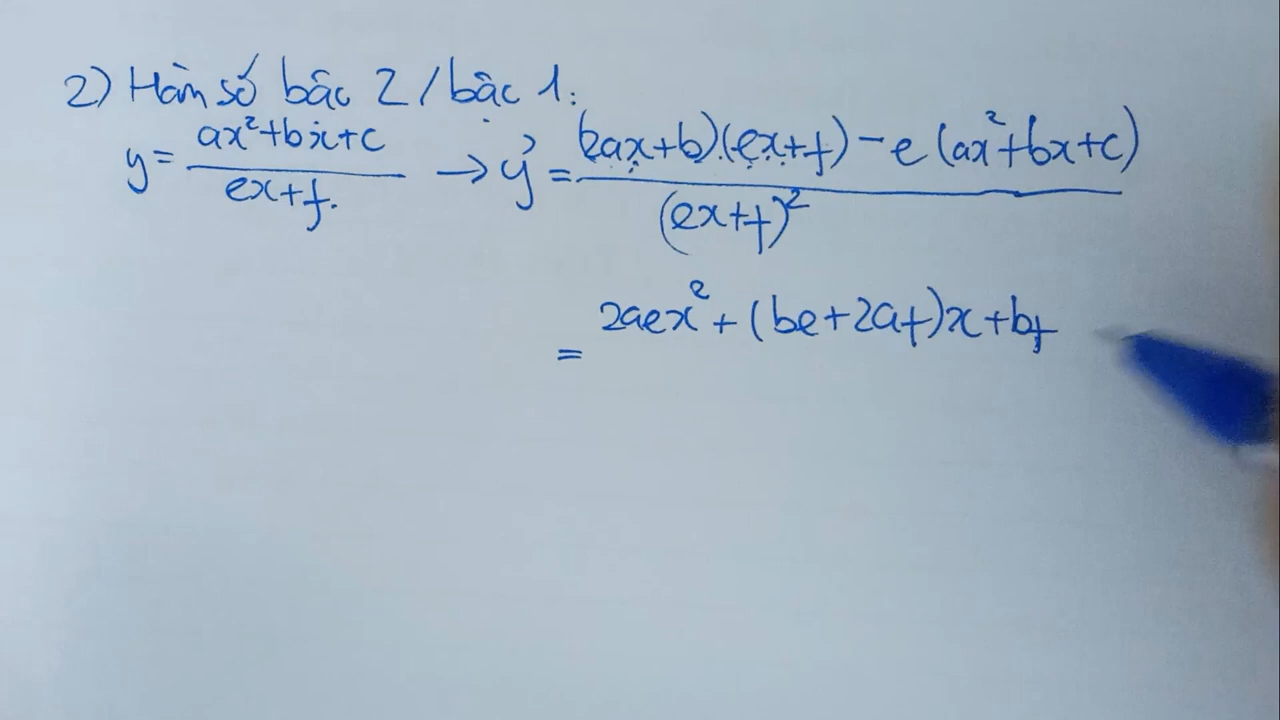 2) Hàm số bậc 2 / bậc 1:
y = (ax²+bx+c)/(ex+f) → y' = ((2ax+b)(ex+f) - e(ax²+bx+c))/(ex+f)²
= 2aex² + (be+2af)x + bf